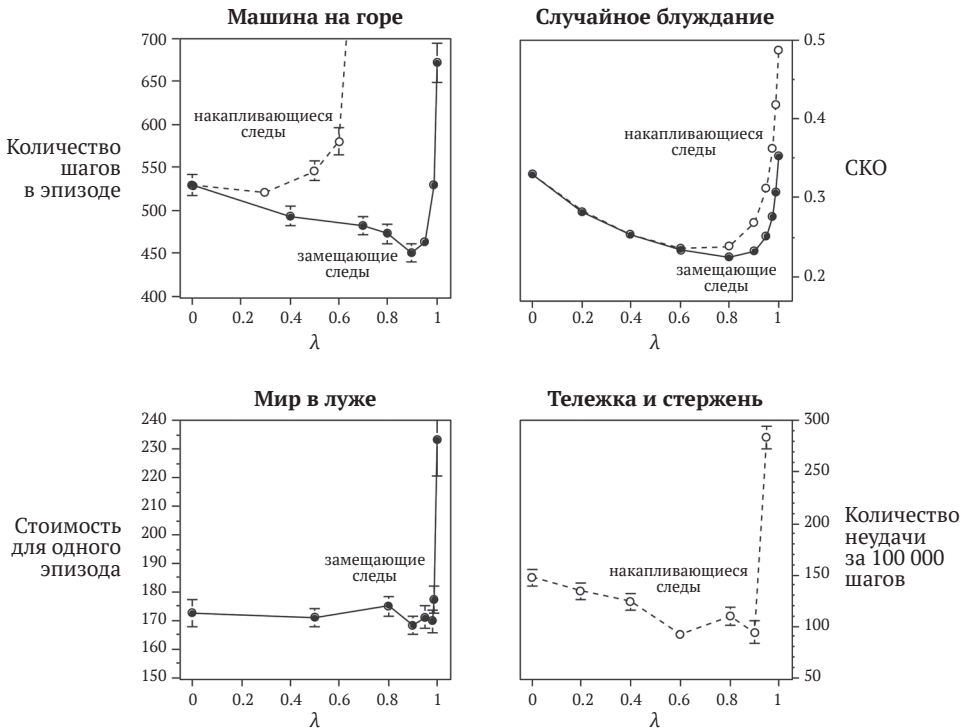 Машина на горе
700
650
600
550
500
450
400
Количество
шагов
в эпизоде
накапливающиеся
следы
замещающие
следы
0 0.2 0.4 0.6 0.8 1
λ
Случайное блуждание
0.5
0.4
0.3
0.2
СКО
накапливающиеся
следы
замещающие
следы
0 0.2 0.4 0.6 0.8 1
λ
Мир в луже
240
230
220
210
200
190
180
170
160
150
Стоимость
для одного
эпизода
замещающие
следы
0 0.2 0.4 0.6 0.8 1
λ
Тележка и стержень
300
250
200
150
100
50
Количество
неудачи
за 100 000
шагов
накапливающиеся
следы
0 0.2 0.4 0.6 0.8 1
λ